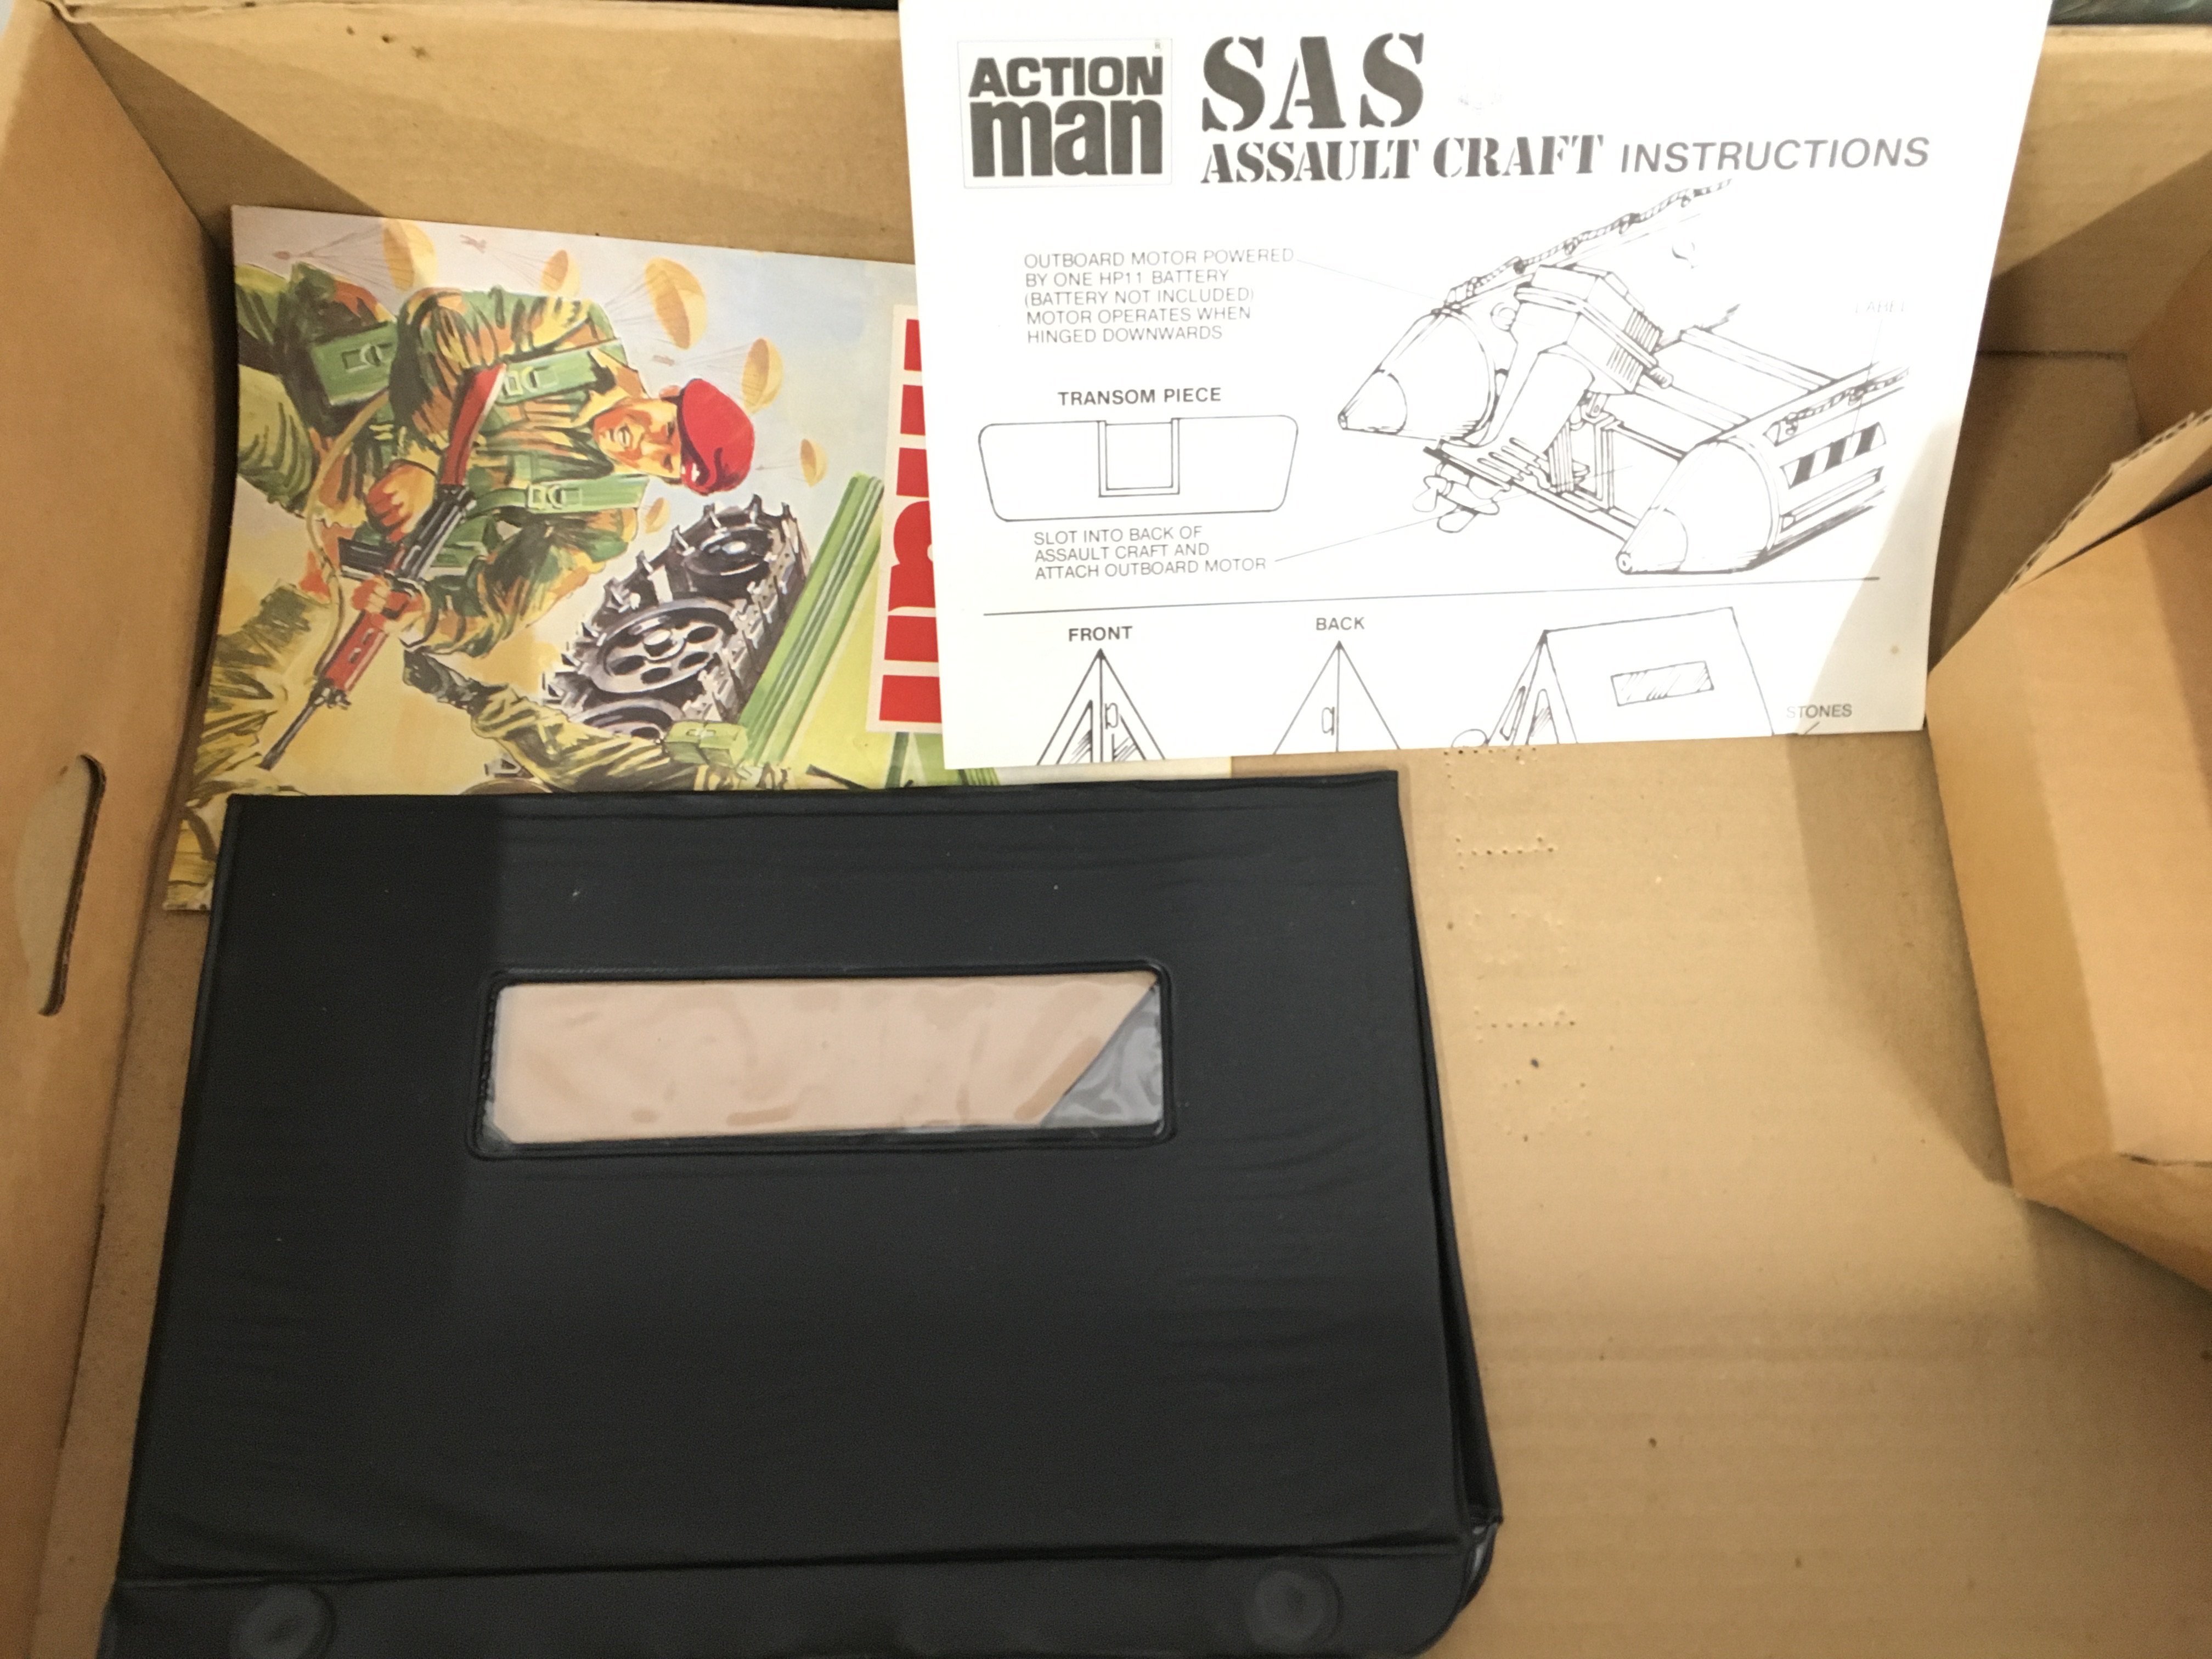 ACTION
man
SAS
ASSAULT CRAFT INSTRUCTIONS
OUTBOARD MOTOR POWERED
BY ONE HP11 BATTERY
(BATTERY NOT INCLUDED)
MOTOR OPERATES WHEN
HINGED DOWNWARDS
LABEL
TRANSOM PIECE
SLOT INTO BACK OF
ASSAULT CRAFT AND
ATTACH OUTBOARD MOTOR
FRONT
BACK
STONES